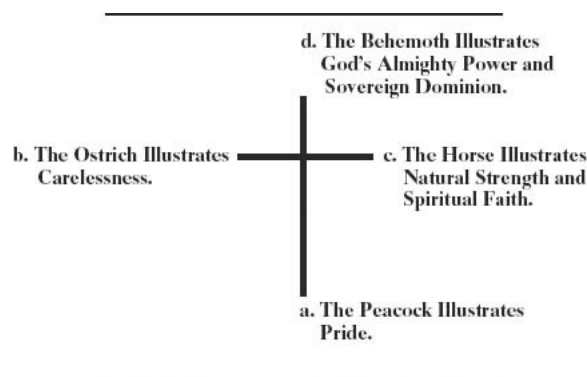 d. The Behemoth Illustrates
God's Almighty Power and
Sovereign Dominion.
b. The Ostrich Illustrates
Carelessness.
c. The Horse Illustrates
Natural Strength and
Spiritual Faith.
a. The Peacock Illustrates
Pride.